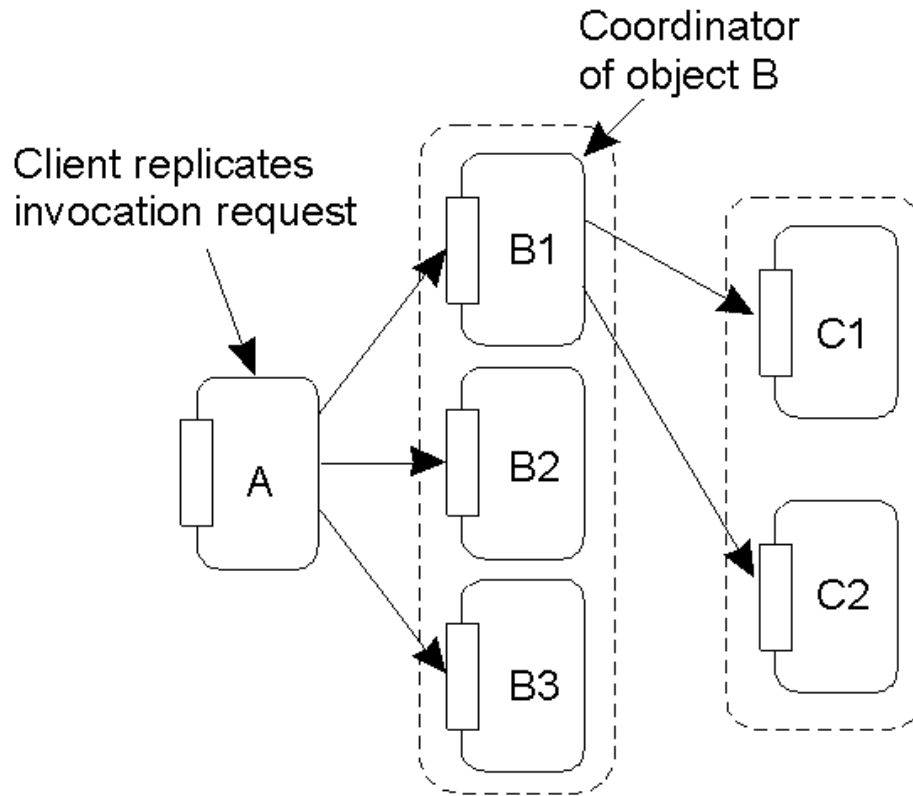 Coordinator
of object B
Client replicates
invocation request
B1
C1
A
B2
C2
B3